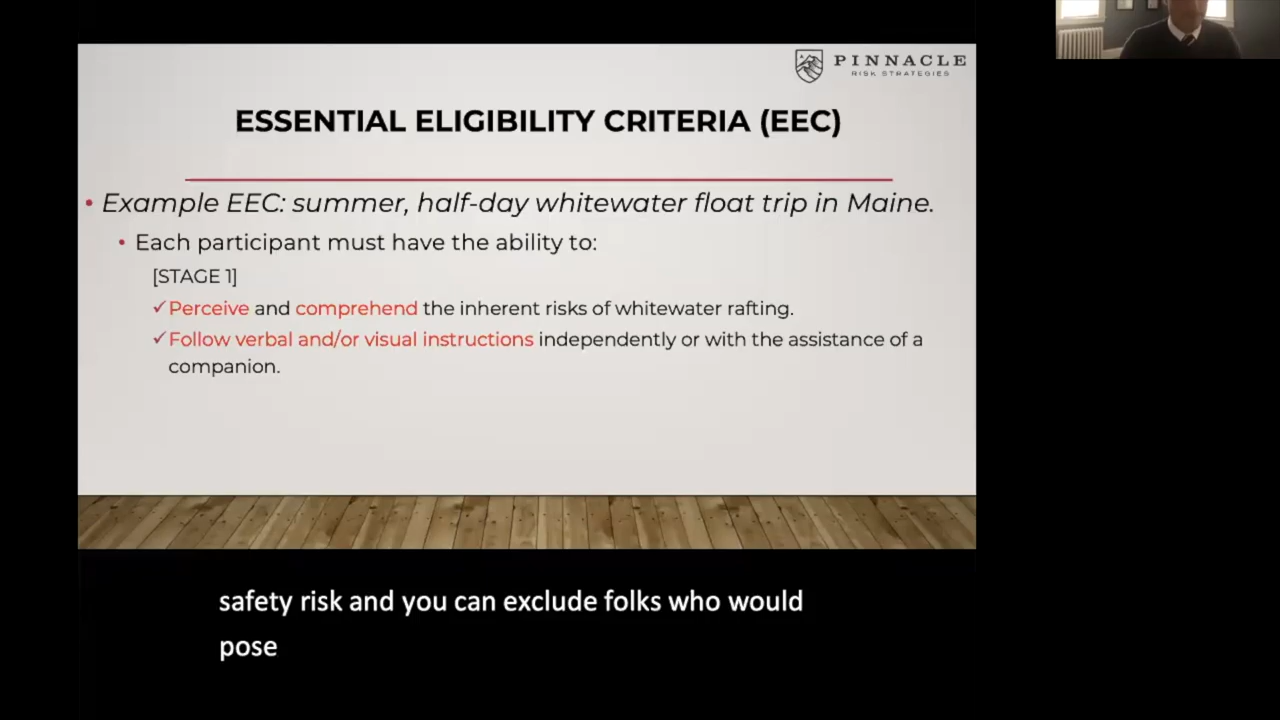 PINNACLE
RISK STRATEGIES
ESSENTIAL ELIGIBILITY CRITERIA (EEC)
• Example EEC: summer, half-day whitewater float trip in Maine.
• Each participant must have the ability to:
[STAGE 1]
✓Perceive and comprehend the inherent risks of whitewater rafting.
✓Follow verbal and/or visual instructions independently or with the assistance of a
companion.
safety risk and you can exclude folks who would
pose